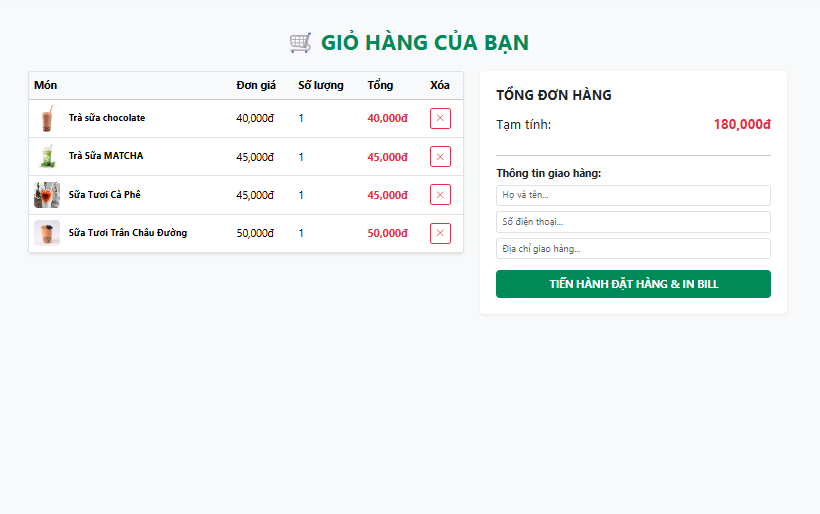 GIỎ HÀNG CỦA BẠN
Món Đơn giá Số lượng Tổng Xóa
Trà sữa chocolate 40,000đ 1 40,000đ ×
Trà Sữa MATCHA 45,000đ 1 45,000đ ×
Sữa Tươi Cà Phê 45,000đ 1 45,000đ ×
Sữa Tươi Trân Châu Đường 50,000đ 1 50,000đ ×
TỔNG ĐƠN HÀNG
Tạm tính: 180,000đ
Thông tin giao hàng:
Họ và tên...
Số điện thoại...
Địa chỉ giao hàng...
TIẾN HÀNH ĐẶT HÀNG & IN BILL